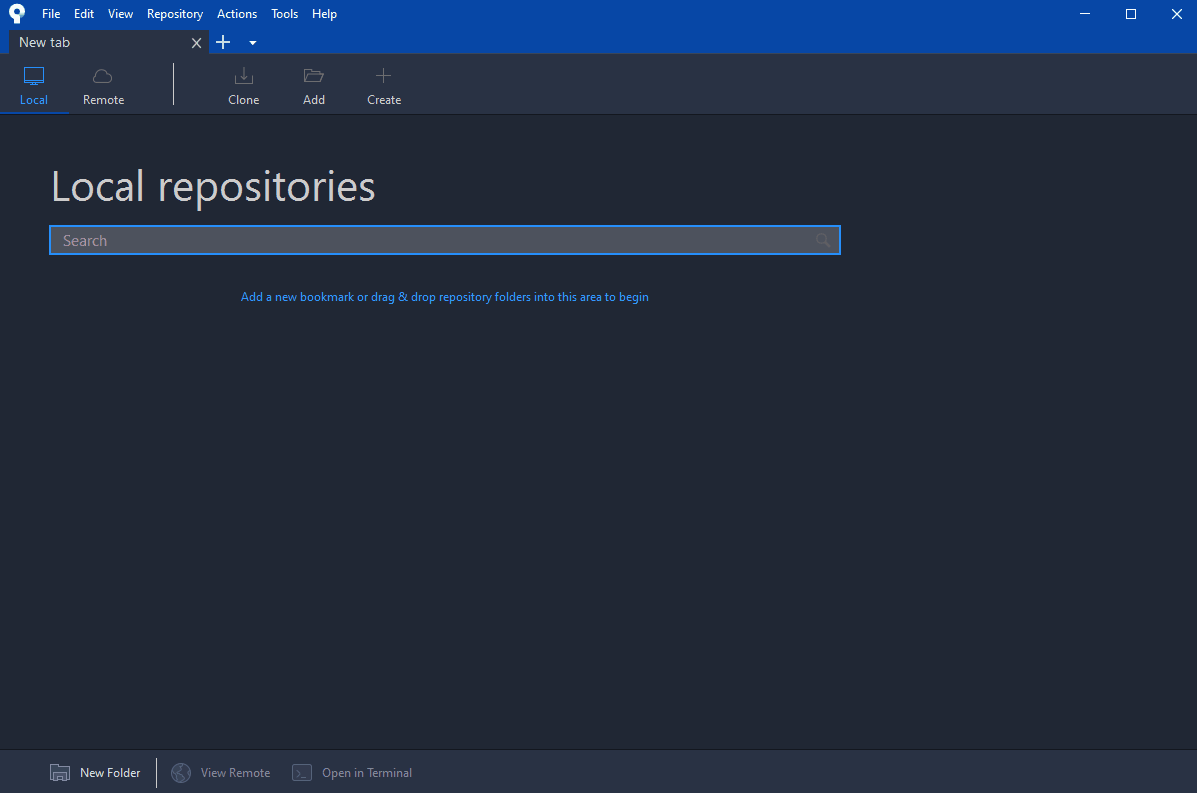 File Edit View Repository Actions Tools Help
New tab
Local Remote Clone Add Create
Local repositories
Search
Add a new bookmark or drag & drop repository folders into this area to begin
New Folder View Remote Open in Terminal